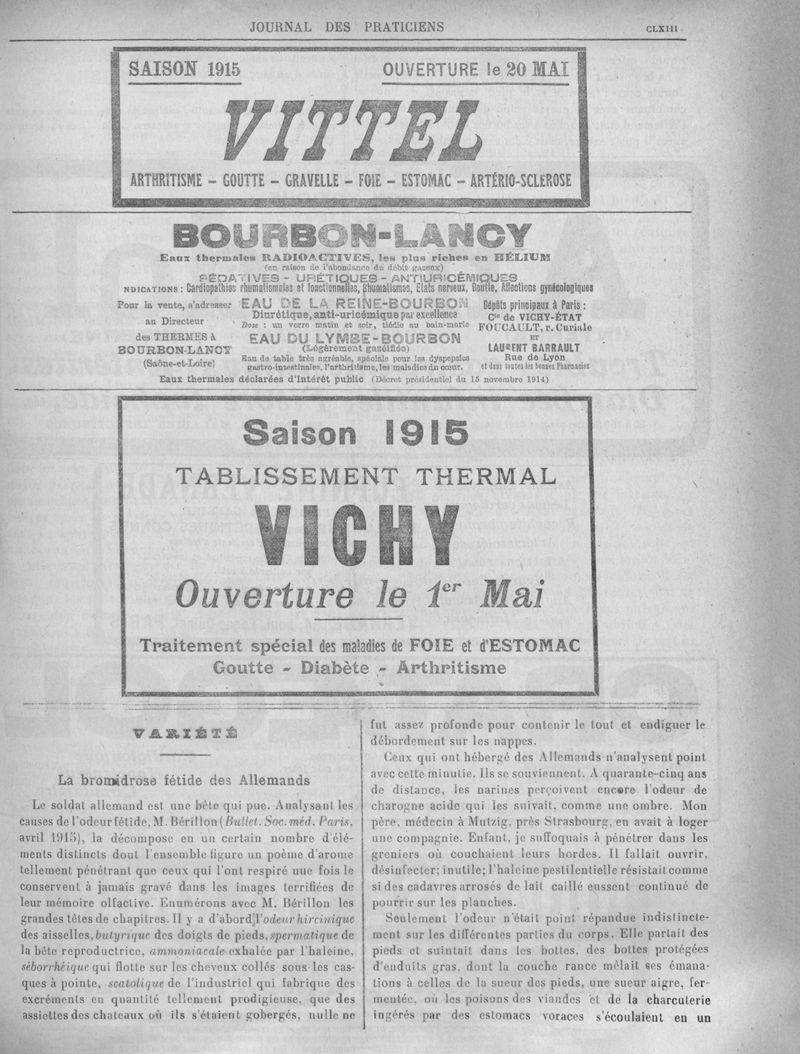 JOURNAL DES PRATICIENS
CLXIII
SAISON 1915 OUVERTURE le 20 MAI
VITTEL
ARTHRITISME – GOUTTE – GRAVELLE – FOIE – ESTOMAC – ARTÉRIO-SCLEROSE
BOURBON-LANCY
Eaux thermales RADIOACTIVES, les plus riches en HÉLIUM
(en raison de l'abondance du débit gazeux)
SÉDATIVES - URÉTIQUES - ANTIURICÉMIQUES
NDICATIONS : Cardiopathies rhumatismales et fonctionnelles, Rhumatismes, Etats nerveux, Goutte, Affections gynécologiques
Pour la vente, s'adresser
au Directeur
des THERMES à
BOURBON-LANCY
(Saône-et-Loire)
EAU DE LA REINE-BOURBON
Diurétique, anti-uricémique par excellence
Dose : un verre matin et soir, tiédie au bain-marie
EAU DU LYMBE-BOURBON
(Légèrement gazéifiée)
Eau de table très agréable, spéciale pour les dyspepsies
gastro-intestinales, l'arthritisme, les maladies du cœur.
Dépôts principaux à Paris :
Cie de VICHY-ÉTAT
FOUCAULT, r. Curiale
ET
LAURENT BARRAULT
Rue de Lyon
et dans toutes les bonnes Pharmacies
Eaux thermales déclarées d'intérêt public (Décret présidentiel du 15 novembre 1914)
Saison 1915
TABLISSEMENT THERMAL
VICHY
Ouverture le 1er Mai
Traitement spécial des maladies de FOIE et d'ESTOMAC
Goutte - Diabète - Arthritisme
VARIÉTÉ
La bromidrose fétide des Allemands
Le soldat allemand est une bête qui pue. Analysant les
causes de l'odeur fétide, M. Bérillon (Bullet. Soc. méd. Paris,
avril 1915), la décompose en un certain nombre d'élé-
ments distincts dont l'ensemble figure un poème d'arome
tellement pénétrant que ceux qui l'ont respiré une fois le
conservent à jamais gravé dans les images terrifiées de
leur mémoire olfactive. Enumérons avec M. Bérillon les
grandes têtes de chapitres. Il y a d'abord l'odeur hircinique
des aisselles, butyrique des doigts de pieds, spermatique de
la bête reproductrice, ammoniacale exhalée par l'haleine,
séborrhéique qui flotte sur les cheveux collés sous les cas-
ques à pointe, scatolique de l'industriel qui fabrique des
excréments en quantité tellement prodigieuse, que des
assiettes des chateaux où ils s'étaient gobergés, nulle ne
fut assez profonde pour contenir le tout et endiguer le
débordement sur les nappes.
Ceux qui ont hébergé des Allemands n'analysent point
avec cette minutie. Ils se souviennent. A quarante-cinq ans
de distance, les narines perçoivent encore l'odeur de
charogne acide qui les suivait, comme une ombre. Mon
père, médecin à Mutzig, près Strasbourg, en avait à loger
une compagnie. Enfant, je suffoquais à pénétrer dans les
greniers où couchaient leurs hordes. Il fallait ouvrir,
désinfecter; inutile; l'haleine pestilentielle résistait comme
si des cadavres arrosés de lait caillé eussent continué de
pourrir sur les planches.
Seulement l'odeur n'était point répandue indistincte-
ment sur les différentes parties du corps. Elle partait des
pieds et suintait dans les bottes, des bottes protégées
d'enduits gras, dont la couche rance mêlait ses émana-
tions à celles de la sueur des pieds, une sueur aigre, fer-
mentée, où les poisons des viandes et de la charcuterie
ingérés par des estomacs voraces s'écoulaient en un